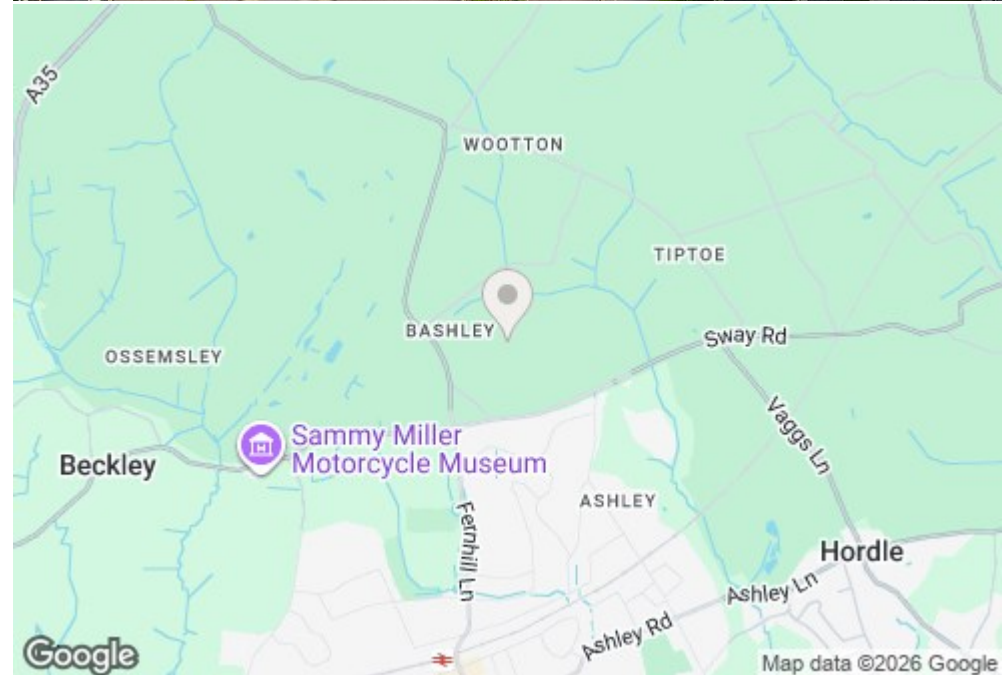 A35
WOOTTON
TIPTOE
BASHLEY
Sway Rd
OSSEMSLEY
Vaggs Ln
Sammy Miller
Motorcycle Museum
Beckley
ASHLEY
Fernhill Ln
Hordle
Ashley Ln
Ashley Rd
Google
Map data ©2026 Google